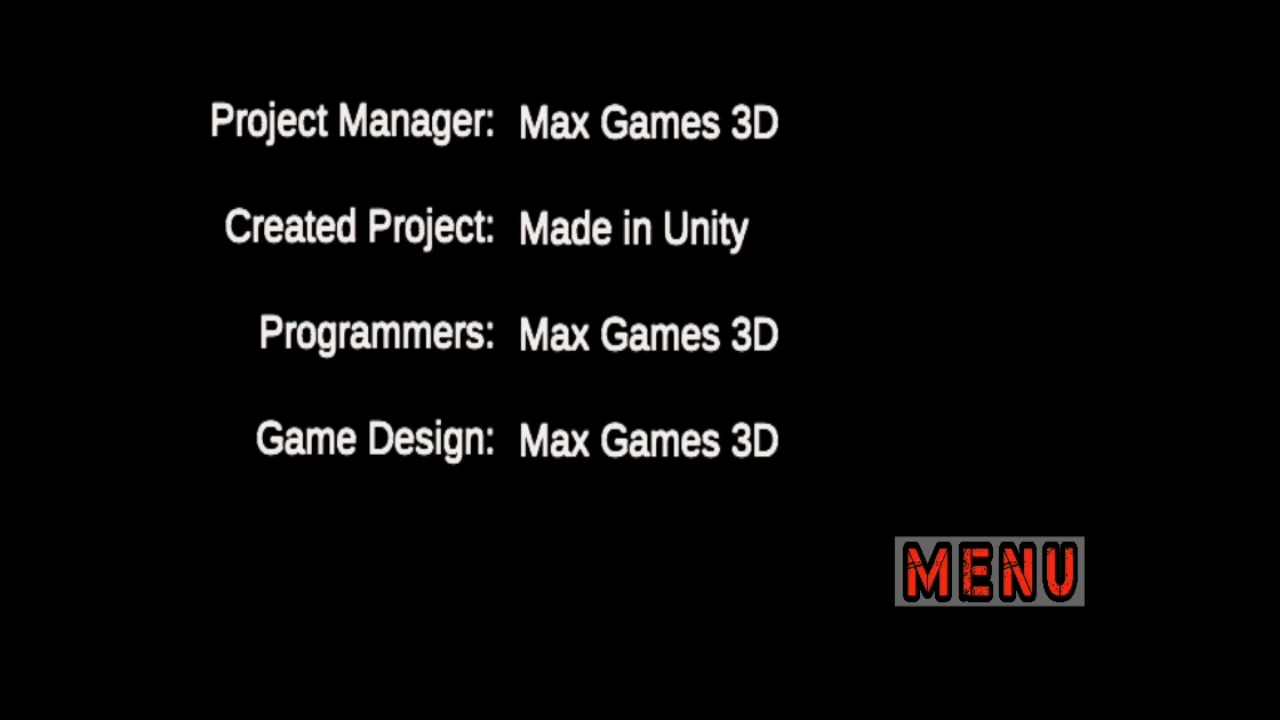 Project Manager: Max Games 3D
Created Project: Made in Unity
Programmers: Max Games 3D
Game Design: Max Games 3D
MENU